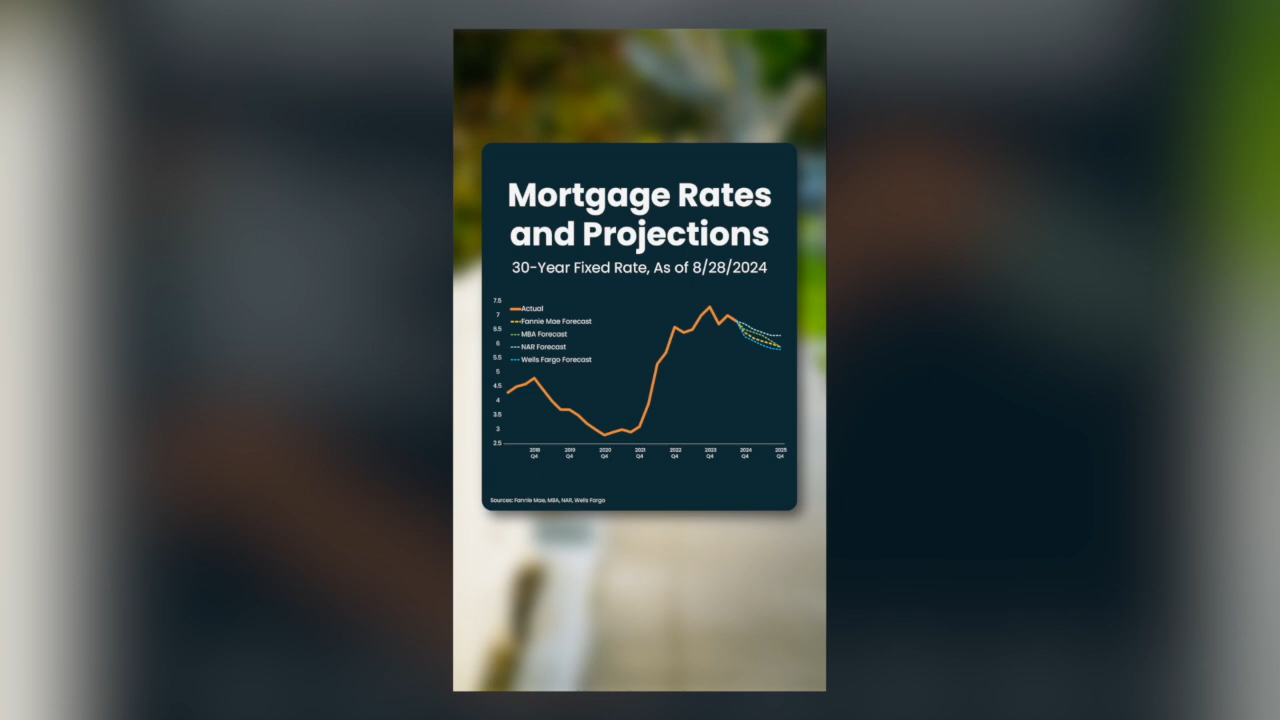 Mortgage Rates
and Projections
30-Year Fixed Rate, As of 8/28/2024
7.5
7
6.5
6
5.5
5
4.5
4
3.5
3
2.5
Actual
Fannie Mae Forecast
MBA Forecast
NAR Forecast
Wells Fargo Forecast
2018 2019 2020 2021 2022 2023 2024 2025
Q4 Q4 Q4 Q4 Q4 Q4 Q4 Q4
Sources: Fannie Mae, MBA, NAR, Wells Fargo